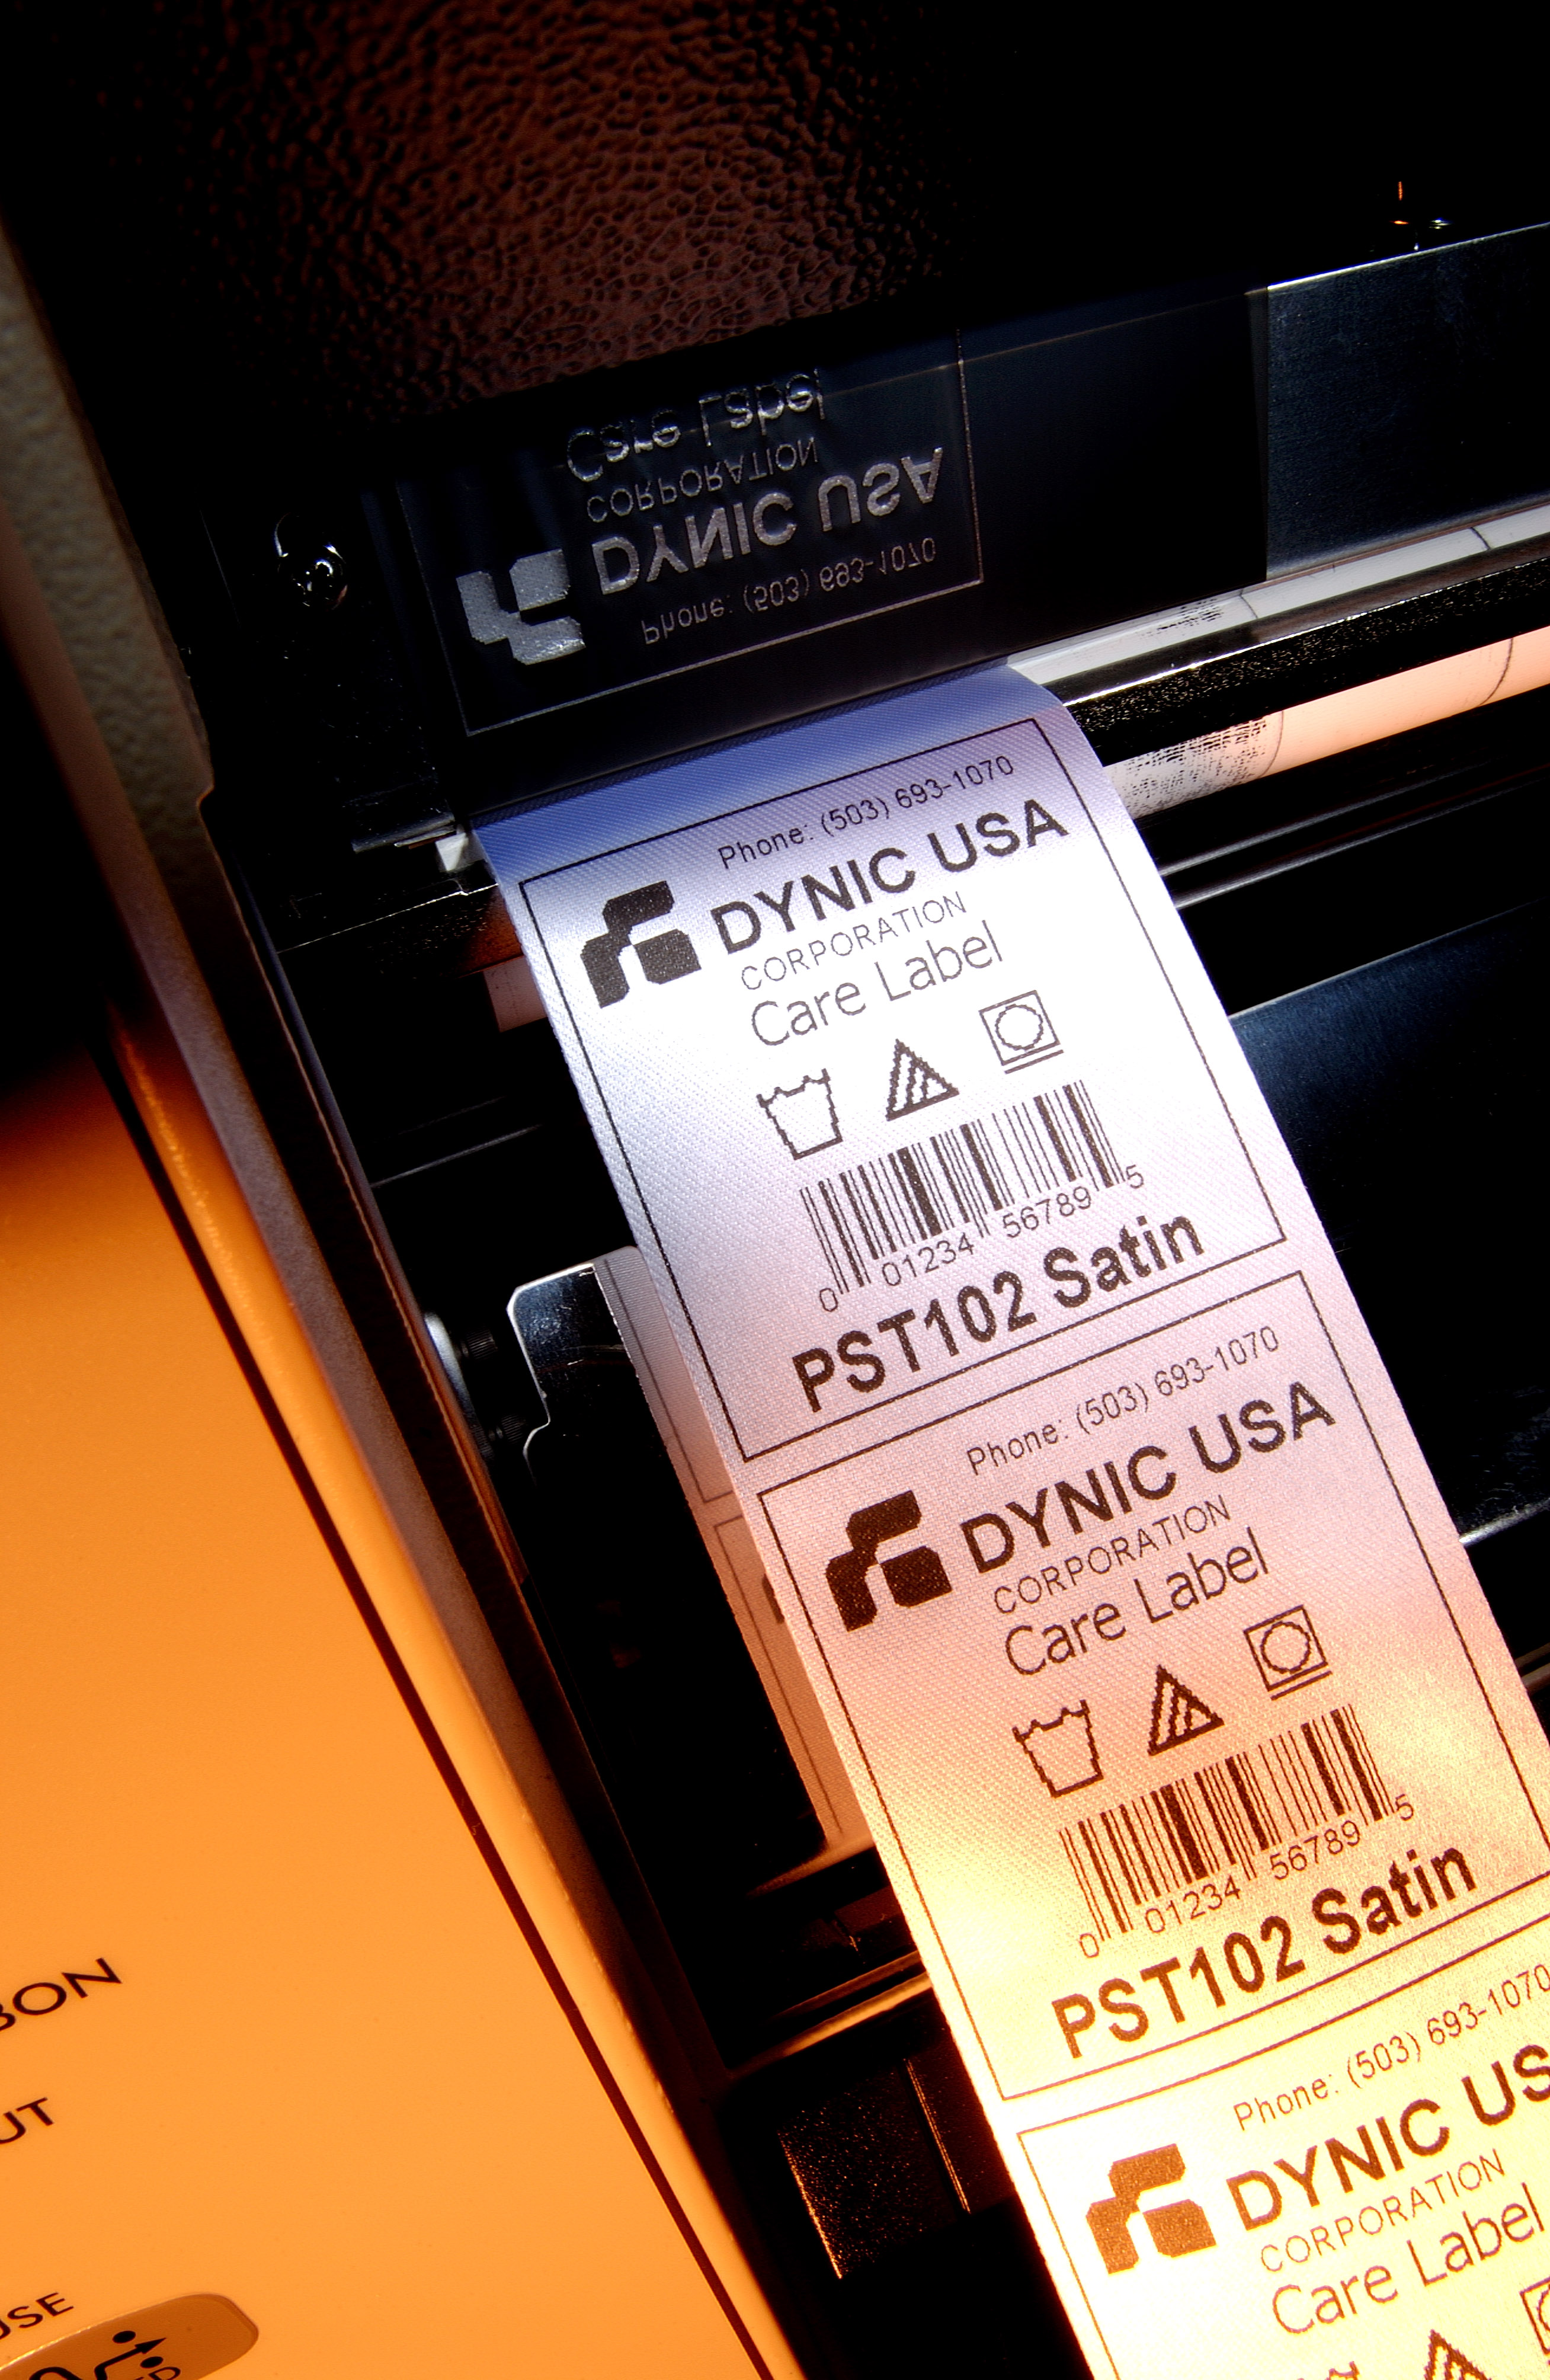 Care Label
CORPORATION
DYNIC USA
Phone: (503) 693-1070
Phone: (503) 693-1070
DYNIC USA
CORPORATION
Care Label
0 01234 56789 5
PST102 Satin
Phone: (503) 693-1070
DYNIC USA
CORPORATION
Care Label
0 01234 56789 5
PST102 Satin
Phone: (503) 693-1070
DYNIC US
CORPORATION
Care Label
BON
UT
USE